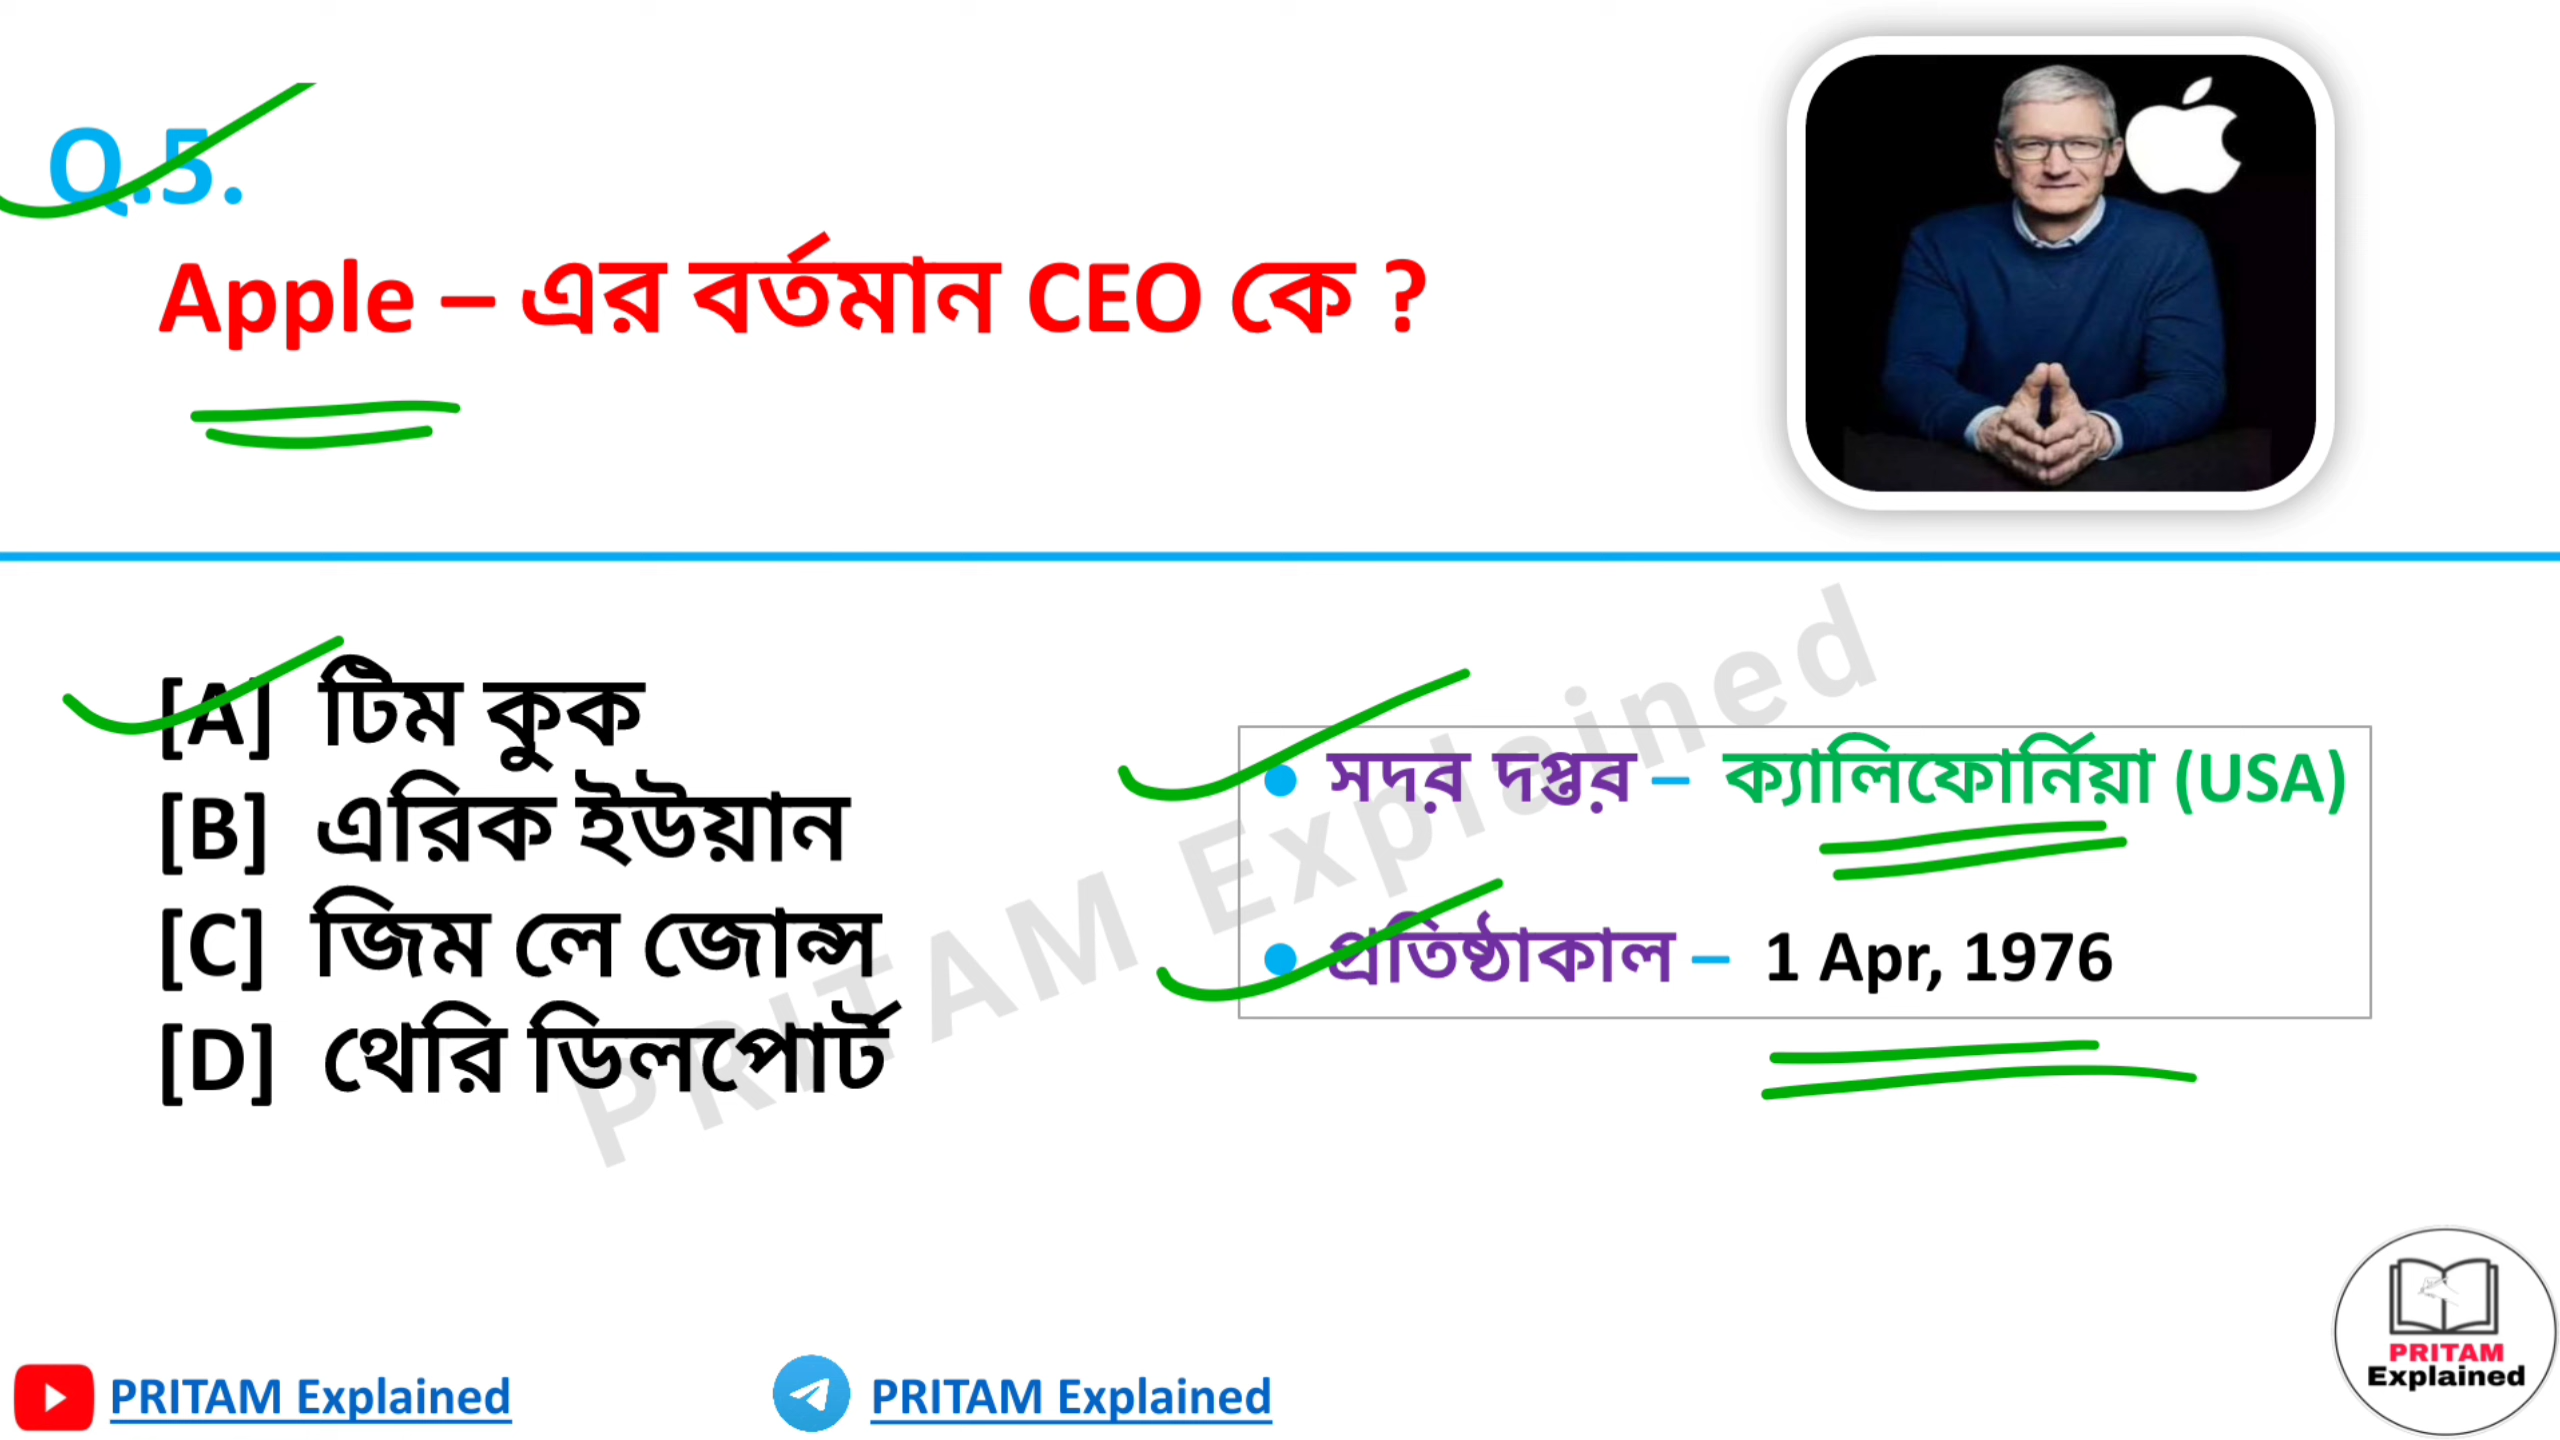 Q.5.
Apple – এর বর্তমান CEO কে ?
[A] টিম কুক
[B] এরিক ইউয়ান
[C] জিম লে জোন্স
[D] থেরি ডিলপোর্ট
• সদর দপ্তর – ক্যালিফোর্নিয়া (USA)
• প্রতিষ্ঠাকাল – 1 Apr, 1976
PRITAM Explained
PRITAM Explained
PRITAM Explained
PRITAM
Explained